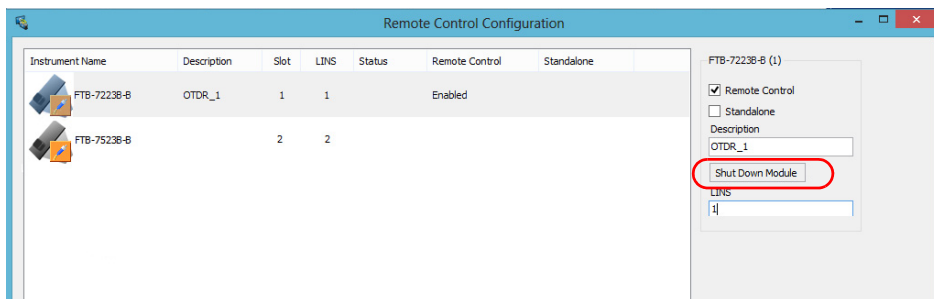 Remote Control Configuration
Instrument Name Description Slot LINS Status Remote Control Standalone
FTB-7223B-B OTDR_1 1 1 Enabled
FTB-7523B-B 2 2
FTB-7223B-B (1)
Remote Control
Standalone
Description
OTDR_1
Shut Down Module
LINS
1